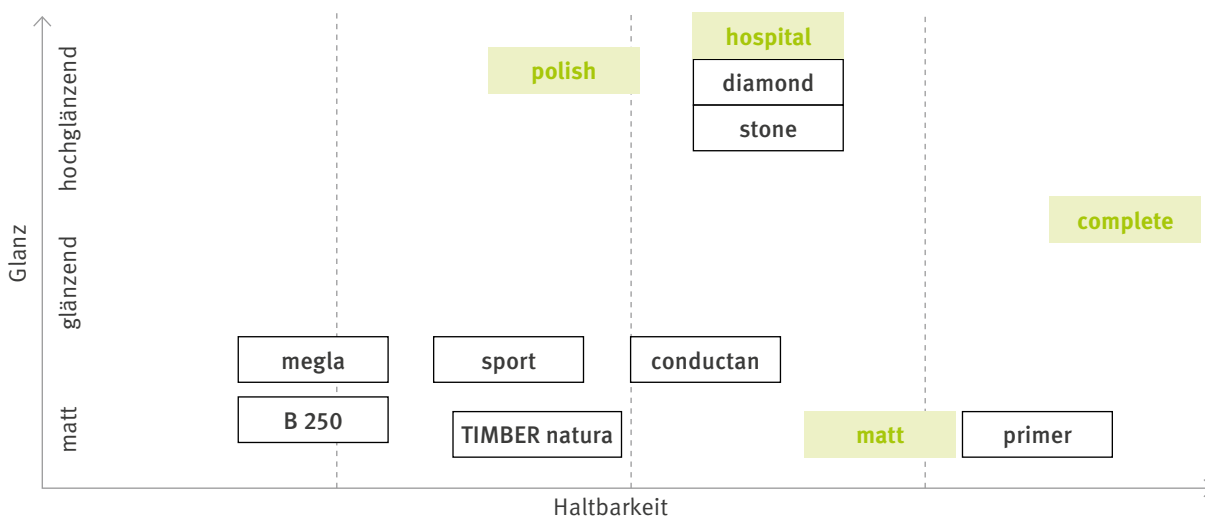 hospital
polish
diamond
stone
hochglänzend
complete
Glanz
glänzend
megla
sport
conductan
B 250
TIMBER natura
matt
primer
matt
Haltbarkeit